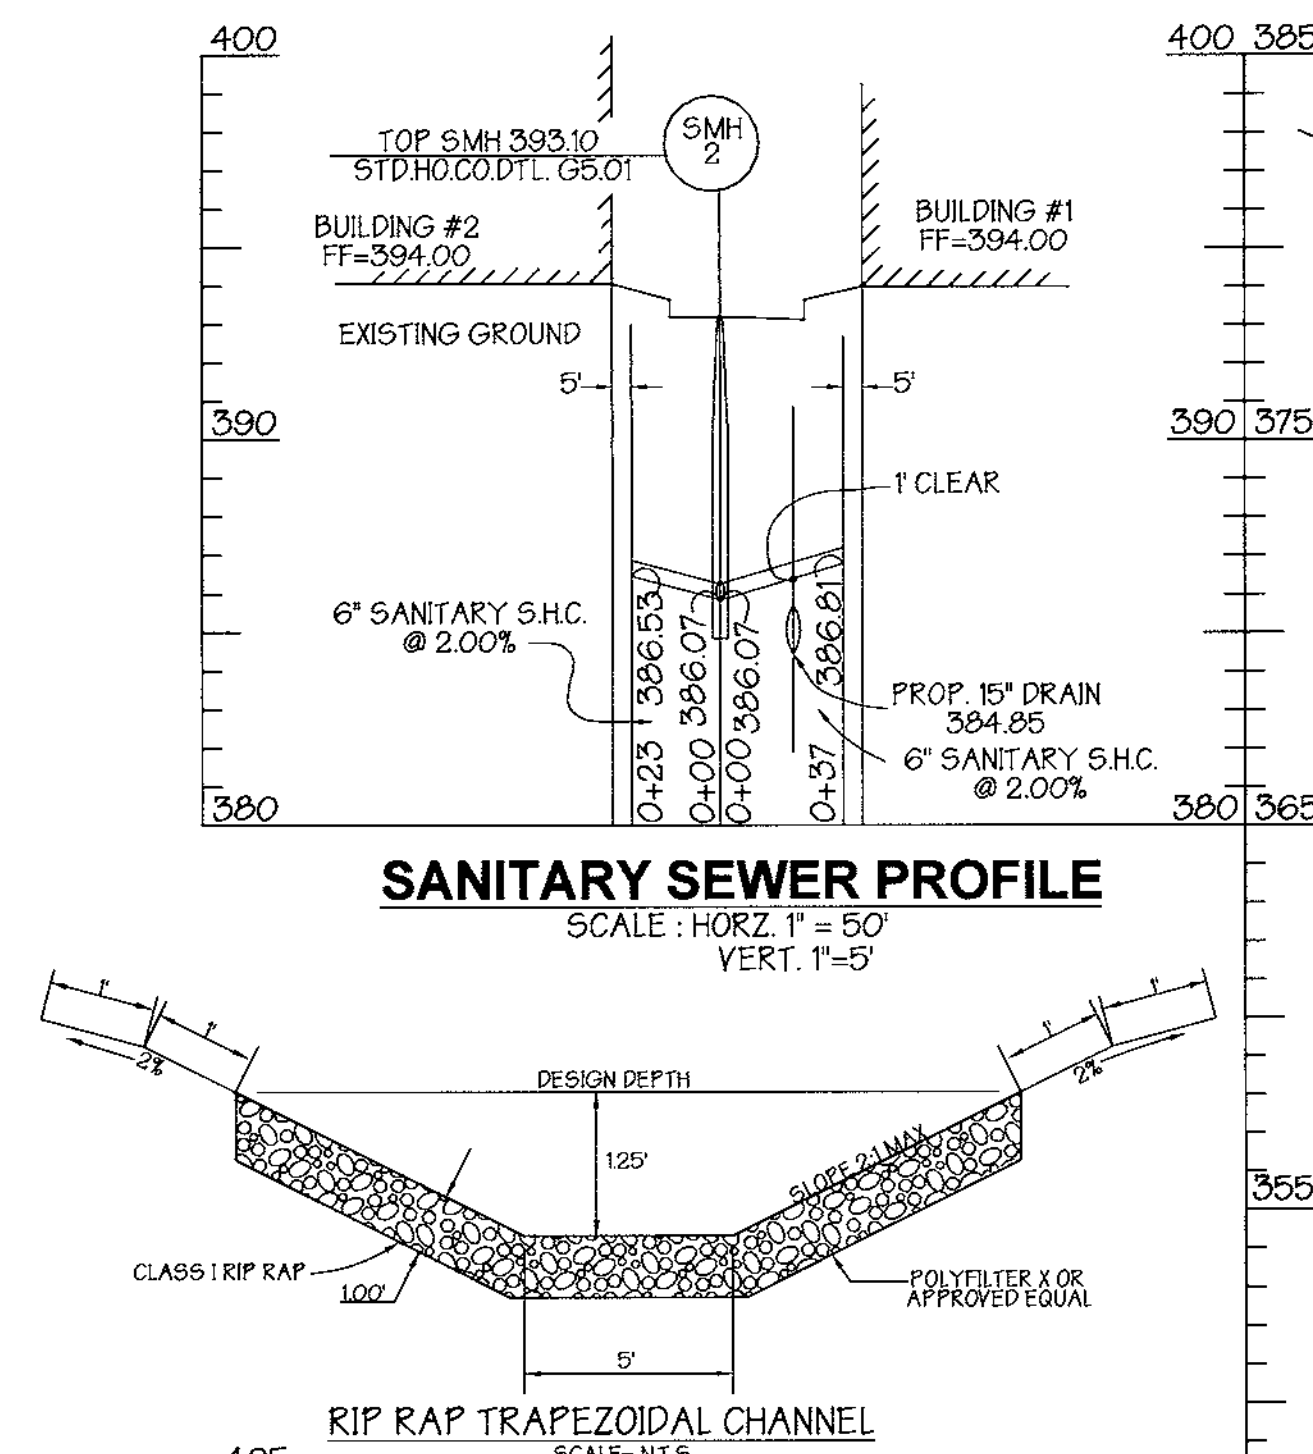 400
400 385
TOP SMH 393.10
STD.HO.CO.DTL. G5.01
SMH
2
BUILDING #2
FF=394.00
BUILDING #1
FF=394.00
EXISTING GROUND
5'
5'
390
390 375
1' CLEAR
6" SANITARY S.H.C.
@ 2.00%
0+23 386.53
0+00 386.07
0+00 386.07
0+37 386.81
PROP. 15" DRAIN
384.85
6" SANITARY S.H.C.
@ 2.00%
380
380 365
SANITARY SEWER PROFILE
SCALE : HORZ. 1" = 50'
VERT. 1"=5'
1'
1'
2%
1'
1'
2%
DESIGN DEPTH
1.25'
SLOPE 2:1 MAX
355
CLASS I RIP RAP
1.00'
POLYFILTER X OR
APPROVED EQUAL
5'
RIP RAP TRAPEZOIDAL CHANNEL
SCALE= N.T.S.